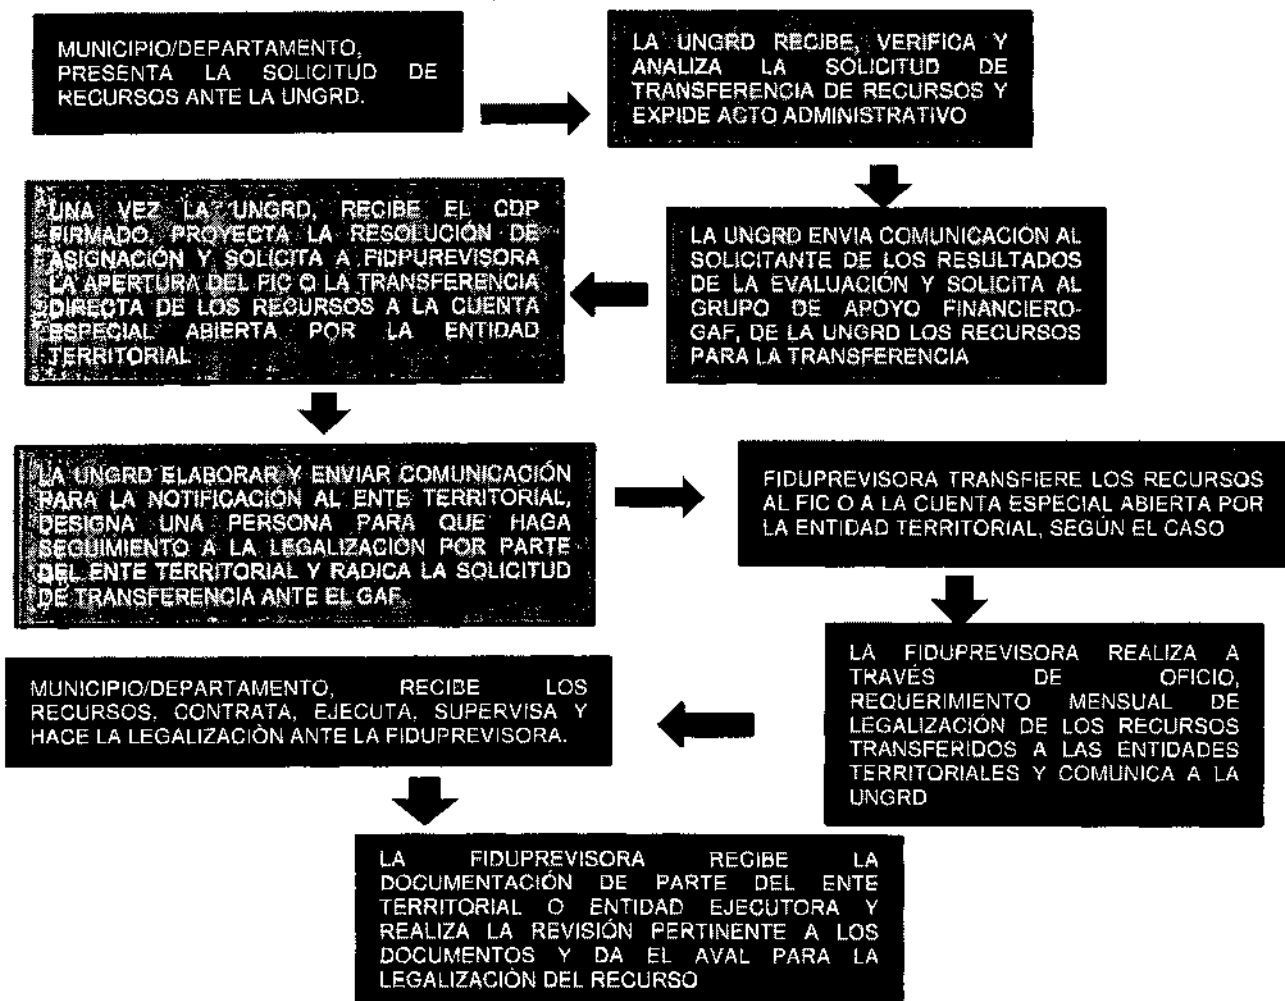 MUNICIPIO/DEPARTAMENTO,
PRESENTA LA SOLICITUD DE
RECURSOS ANTE LA UNGRD.
LA UNGRD RECIBE, VERIFICA Y
ANALIZA LA SOLICITUD DE
TRANSFERENCIA DE RECURSOS Y
EXPIDE ACTO ADMINISTRATIVO
LA UNGRD ENVIA COMUNICACIÓN AL
SOLICITANTE DE LOS RESULTADOS
DE LA EVALUACIÓN Y SOLICITA AL
GRUPO DE APOYO FINANCIERO-
GAF, DE LA UNGRD LOS RECURSOS
PARA LA TRANSFERENCIA
UNA VEZ LA UNGRD, RECIBE EL CDP
FIRMADO, PROYECTA LA RESOLUCIÓN DE
ASIGNACIÓN Y SOLICITA A FIDPUREVISORA
LA APERTURA DEL FIC O LA TRANSFERENCIA
DIRECTA DE LOS RECURSOS A LA CUENTA
ESPECIAL ABIERTA POR LA ENTIDAD
TERRITORIAL
LA UNGRD ELABORAR Y ENVIAR COMUNICACIÓN
PARA LA NOTIFICACIÓN AL ENTE TERRITORIAL,
DESIGNA UNA PERSONA PARA QUE HAGA
SEGUIMIENTO A LA LEGALIZACIÓN POR PARTE
DEL ENTE TERRITORIAL Y RADICA LA SOLICITUD
DE TRANSFERENCIA ANTE EL GAF.
FIDUPREVISORA TRANSFIERE LOS RECURSOS
AL FIC O A LA CUENTA ESPECIAL ABIERTA POR
LA ENTIDAD TERRITORIAL, SEGÚN EL CASO
LA FIDUPREVISORA REALIZA A
TRAVÉS DE OFICIO,
REQUERIMIENTO MENSUAL DE
LEGALIZACIÓN DE LOS RECURSOS
TRANSFERIDOS A LAS ENTIDADES
TERRITORIALES Y COMUNICA A LA
UNGRD
MUNICIPIO/DEPARTAMENTO, RECIBE LOS
RECURSOS, CONTRATA, EJECUTA, SUPERVISA Y
HACE LA LEGALIZACIÓN ANTE LA FIDUPREVISORA.
LA FIDUPREVISORA RECIBE LA
DOCUMENTACIÓN DE PARTE DEL ENTE
TERRITORIAL O ENTIDAD EJECUTORA Y
REALIZA LA REVISIÓN PERTINENTE A LOS
DOCUMENTOS Y DA EL AVAL PARA LA
LEGALIZACIÓN DEL RECURSO